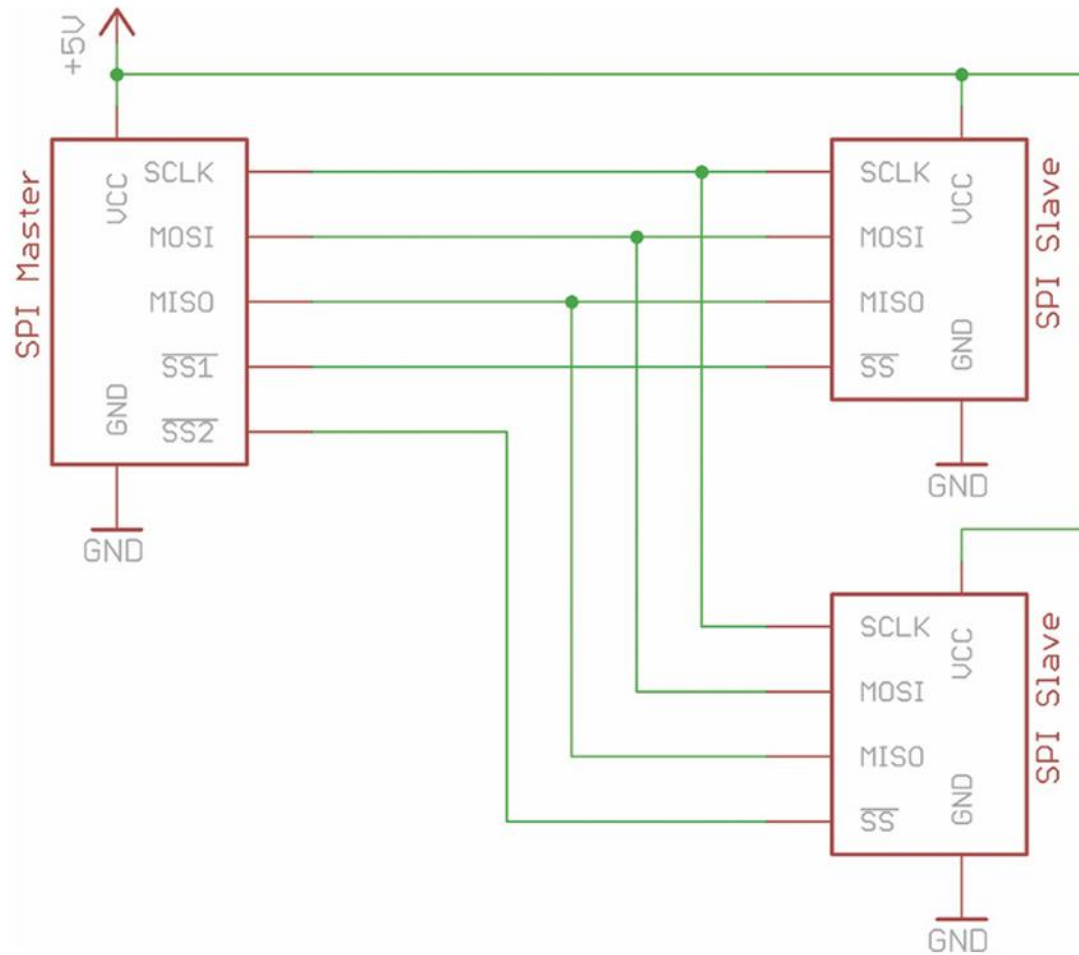 +5V
SPI Master
VCC
SCLK
MOSI
MISO
SS1
SS2
GND
GND
SCLK
MOSI
MISO
SS
VCC
GND
SPI Slave
GND
SCLK
MOSI
MISO
SS
VCC
GND
SPI Slave
GND